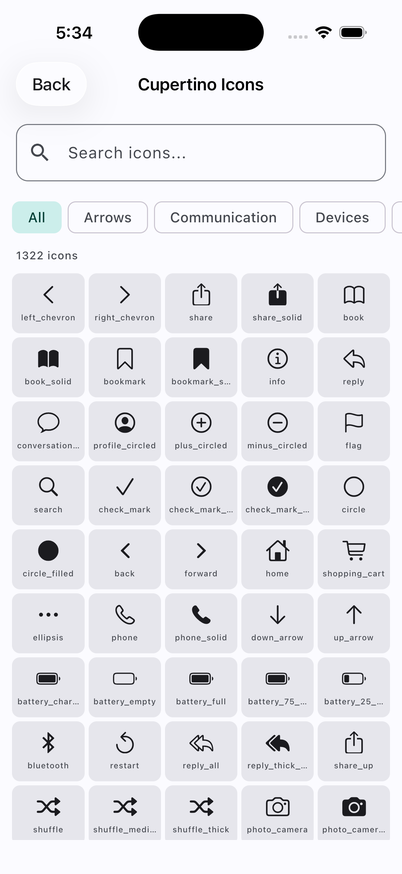 5:34
Back
Cupertino Icons
Search icons...
All Arrows Communication Devices
1322 icons
left_chevron right_chevron share share_solid book
book_solid bookmark bookmark_s... info reply
conversation... profile_circled plus_circled minus_circled flag
search check_mark check_mark_... check_mark_... circle
circle_filled back forward home shopping_cart
ellipsis phone phone_solid down_arrow up_arrow
battery_char... battery_empty battery_full battery_75_... battery_25_...
bluetooth restart reply_all reply_thick_... share_up
shuffle shuffle_medi... shuffle_thick photo_camera photo_camer...